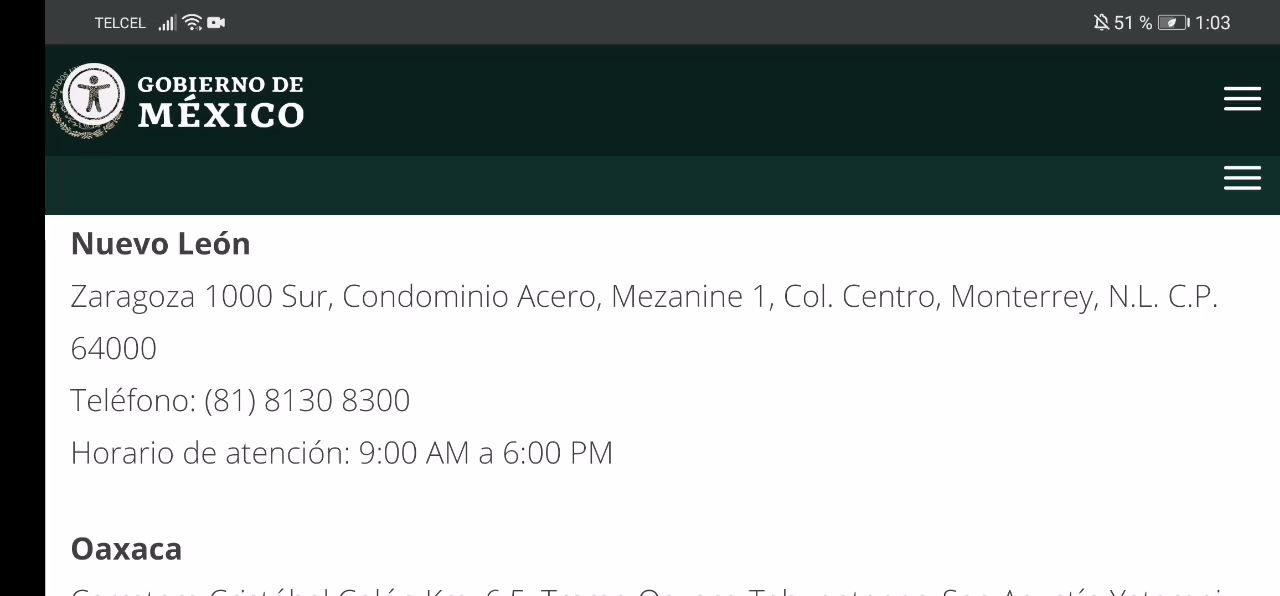 TELCEL
51 % 1:03
GOBIERNO DE
MÉXICO
Nuevo León
Zaragoza 1000 Sur, Condominio Acero, Mezanine 1, Col. Centro, Monterrey, N.L. C.P.
64000
Teléfono: (81) 8130 8300
Horario de atención: 9:00 AM a 6:00 PM
Oaxaca